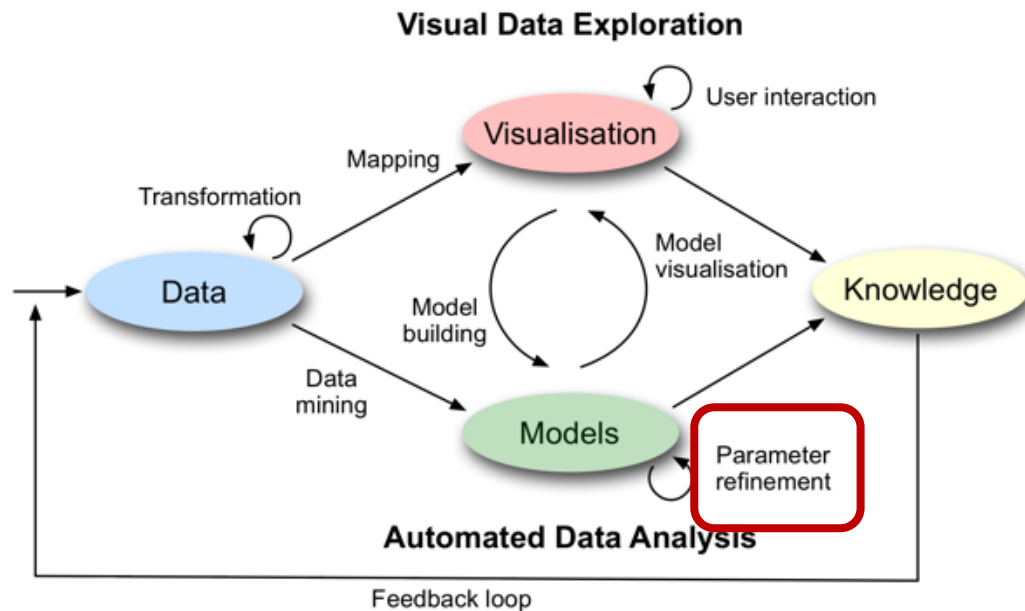 Visual Data Exploration
User interaction
Visualisation
Mapping
Transformation
Model
visualisation
Data
Knowledge
Model
building
Data
mining
Models
Parameter
refinement
Automated Data Analysis
Feedback loop